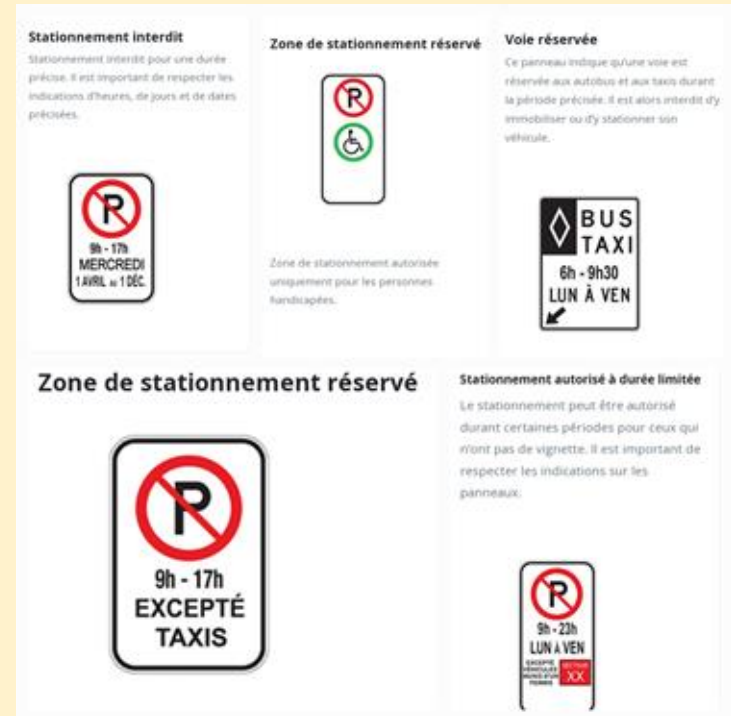 Stationnement interdit
Stationnement interdit pour une durée
précise. Il est important de respecter les
indications d'heures, de jours et de dates
précisées.
P
9h - 17h
MERCREDI
1 AVRIL AU 1 DÉC.
Zone de stationnement réservé
P
Zone de stationnement autorisée
uniquement pour les personnes
handicapées.
Voie réservée
Ce panneau indique qu'une voie est
réservée aux autobus et aux taxis durant
la période précisée. Il est alors interdit d'y
immobiliser ou d'y stationner son
véhicule.
BUS
TAXI
6h - 9h30
LUN À VEN
Zone de stationnement réservé
P
9h - 17h
EXCEPTÉ
TAXIS
Stationnement autorisé à durée limitée
Le stationnement peut être autorisé
durant certaines périodes pour ceux qui
n'ont pas de vignette. Il est important de
respecter les indications sur les
panneaux.
P
9h - 23h
LUN À VEN
EXCEPTÉ
VÉHICULES
MUNIS D'UN
PERMIS
SECTEUR
XX